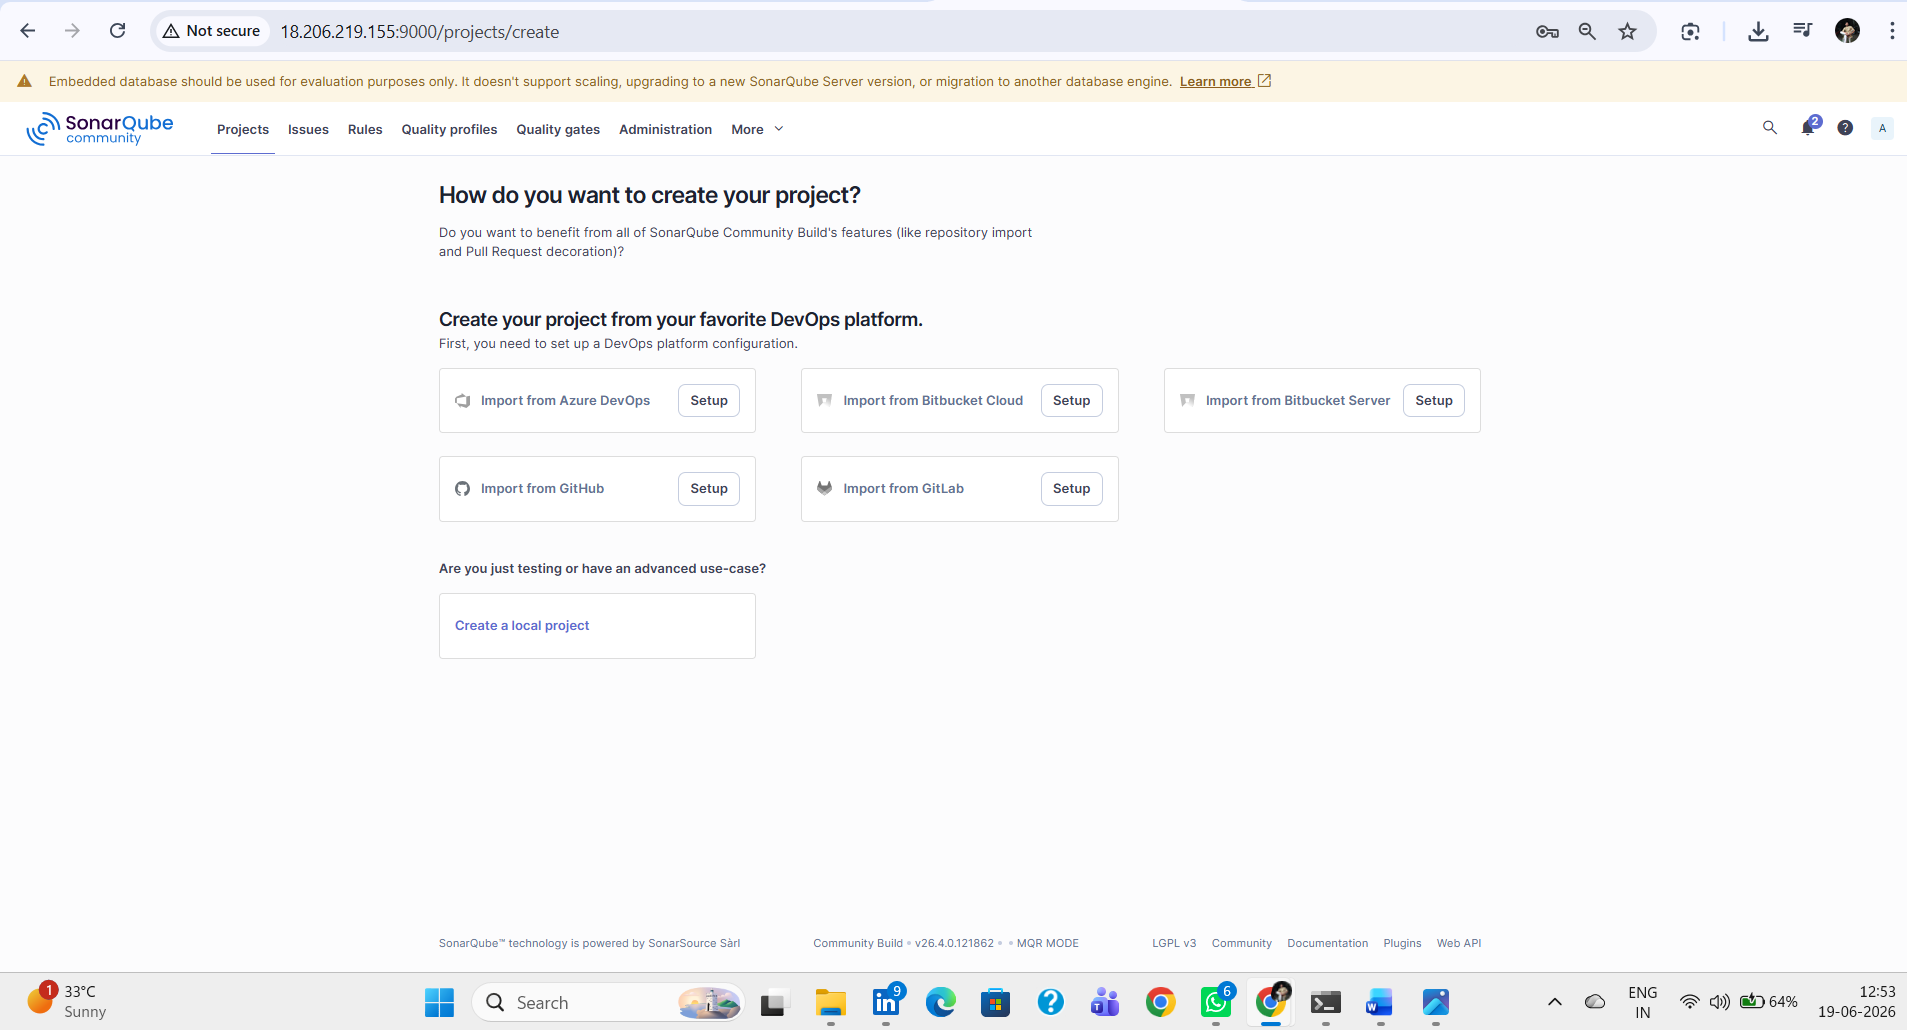 Not secure
18.206.219.155:9000/projects/create
Embedded database should be used for evaluation purposes only. It doesn't support scaling, upgrading to a new SonarQube Server version, or migration to another database engine. Learn more
SonarQube
community
Projects Issues Rules Quality profiles Quality gates Administration More
2
?
A
How do you want to create your project?
Do you want to benefit from all of SonarQube Community Build's features (like repository import
and Pull Request decoration)?
Create your project from your favorite DevOps platform.
First, you need to set up a DevOps platform configuration.
Import from Azure DevOps Setup
Import from Bitbucket Cloud Setup
Import from Bitbucket Server Setup
Import from GitHub Setup
Import from GitLab Setup
Are you just testing or have an advanced use-case?
Create a local project
SonarQube™ technology is powered by SonarSource Sàrl
Community Build • v26.4.0.121862 • • MQR MODE
LGPL v3 Community Documentation Plugins Web API
1
33°C
Sunny
Search
in
9
?
T
6
W
ENG
IN
64%
12:53
19-06-2026